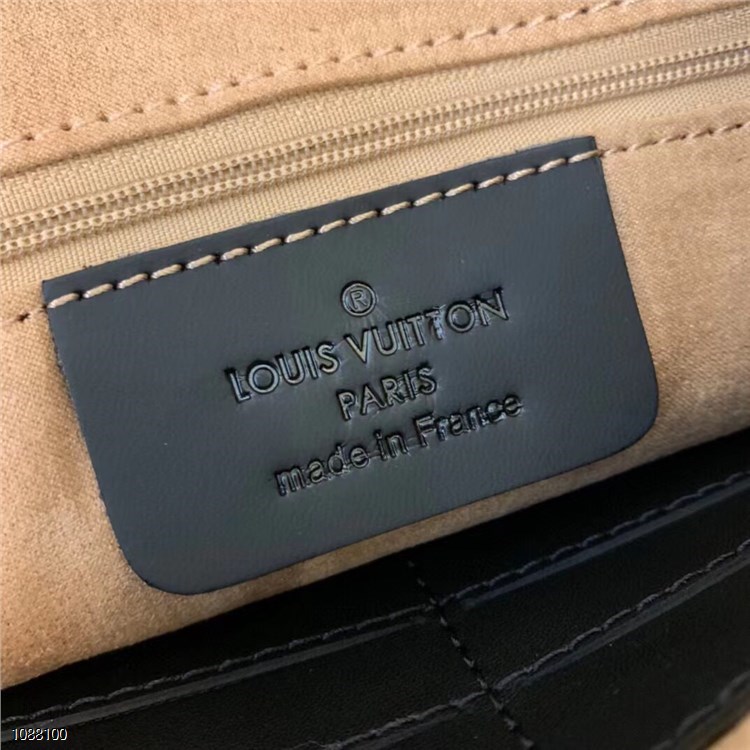 ®
LOUIS VUITTON
PARIS
made in France
1088100